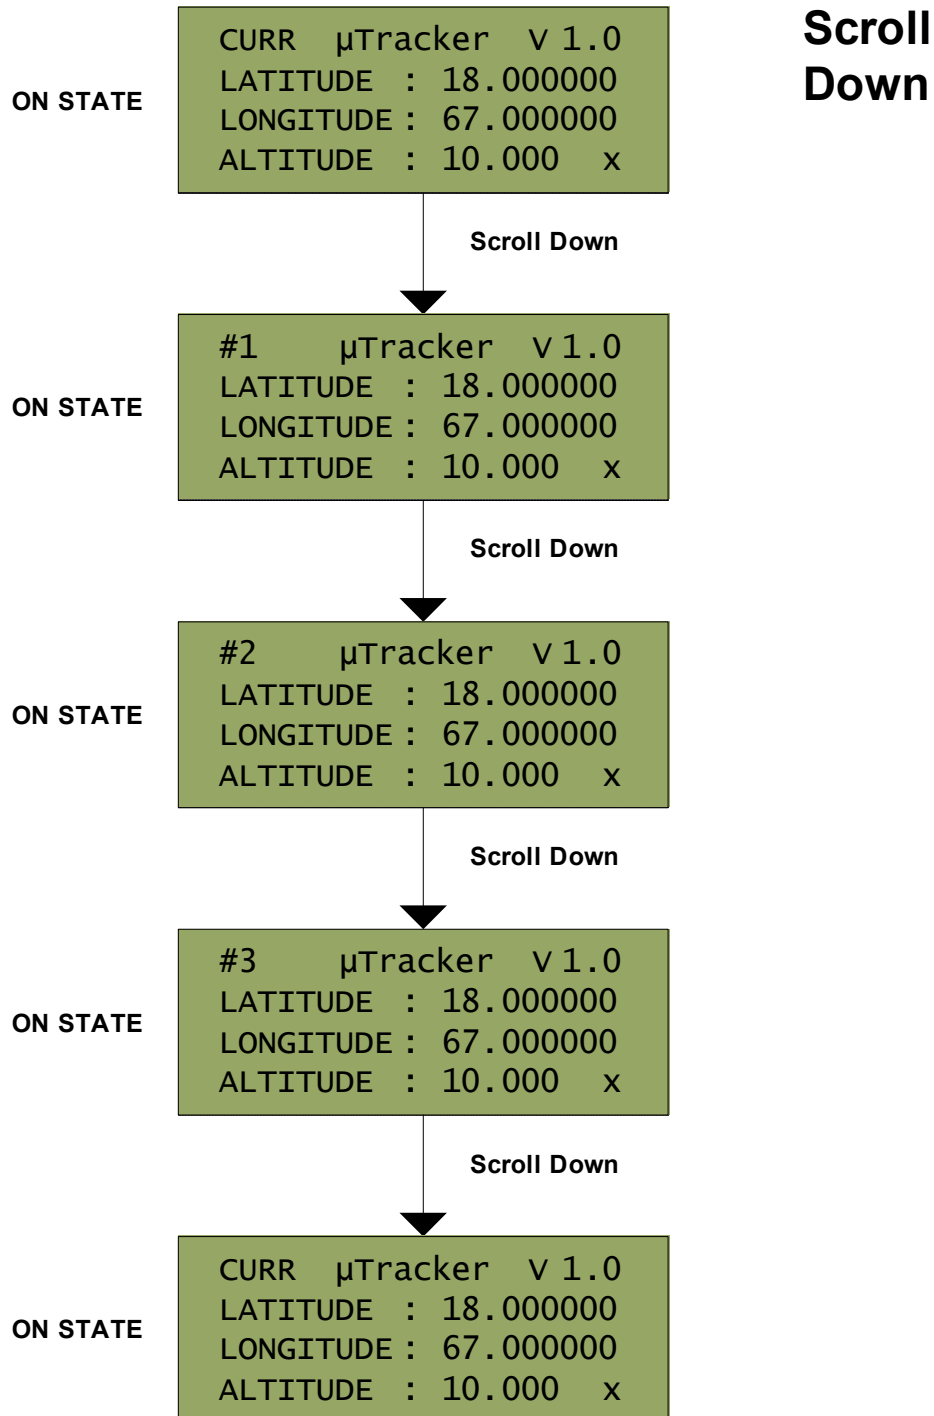 Scroll
Down
CURR µTracker V 1.0
LATITUDE : 18.000000
ON STATE
LONGITUDE : 67.000000
ALTITUDE : 10.000 x
Scroll Down
#1 µTracker V 1.0
LATITUDE : 18.000000
ON STATE
LONGITUDE : 67.000000
ALTITUDE : 10.000 x
Scroll Down
#2 µTracker V 1.0
LATITUDE : 18.000000
ON STATE
LONGITUDE : 67.000000
ALTITUDE : 10.000 x
Scroll Down
#3 µTracker V 1.0
LATITUDE : 18.000000
ON STATE
LONGITUDE : 67.000000
ALTITUDE : 10.000 x
Scroll Down
CURR µTracker V 1.0
LATITUDE : 18.000000
ON STATE
LONGITUDE : 67.000000
ALTITUDE : 10.000 x